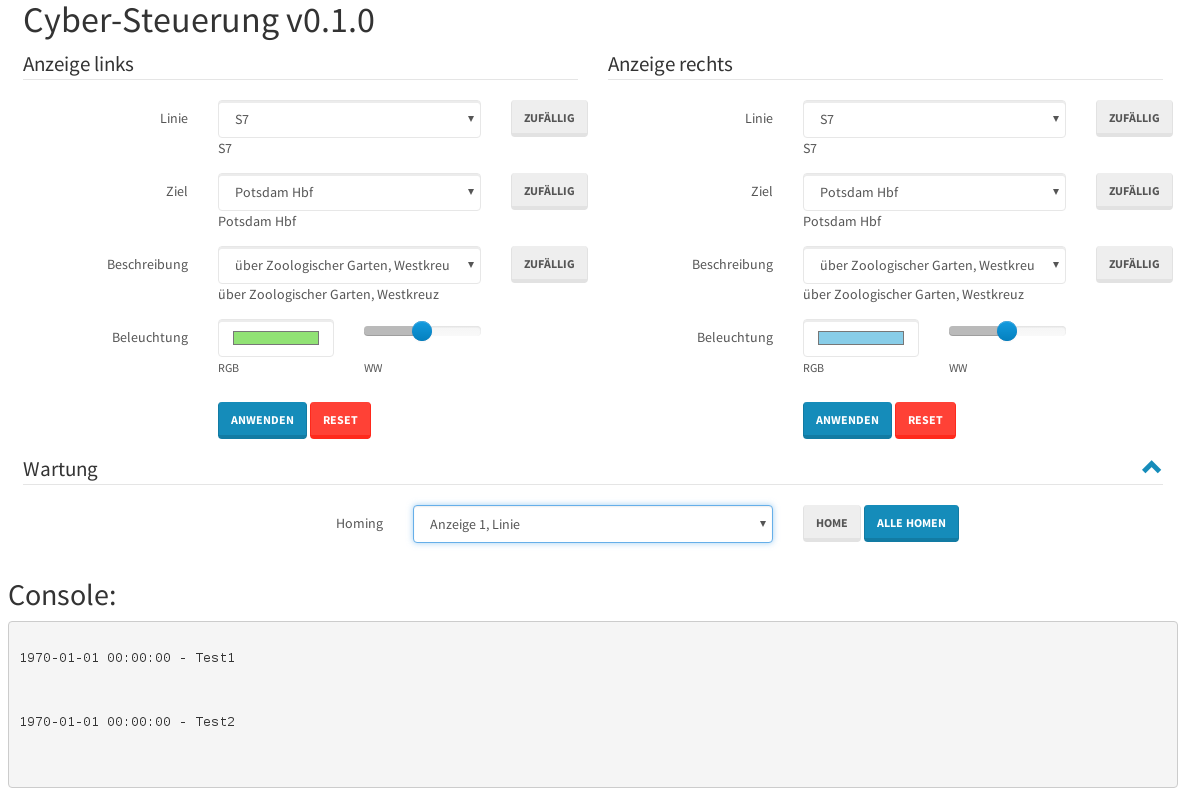 Cyber-Steuerung v0.1.0
Anzeige links
Linie
S7
ZUFÄLLIG
S7
Ziel
Potsdam Hbf
ZUFÄLLIG
Potsdam Hbf
Beschreibung
über Zoologischer Garten, Westkreu
ZUFÄLLIG
über Zoologischer Garten, Westkreuz
Beleuchtung
RGB
WW
ANWENDEN
RESET
Anzeige rechts
Linie
S7
ZUFÄLLIG
S7
Ziel
Potsdam Hbf
ZUFÄLLIG
Potsdam Hbf
Beschreibung
über Zoologischer Garten, Westkreu
ZUFÄLLIG
über Zoologischer Garten, Westkreuz
Beleuchtung
RGB
WW
ANWENDEN
RESET
Wartung
Homing
Anzeige 1, Linie
HOME
ALLE HOMEN
Console:
1970-01-01 00:00:00 - Test1
1970-01-01 00:00:00 - Test2